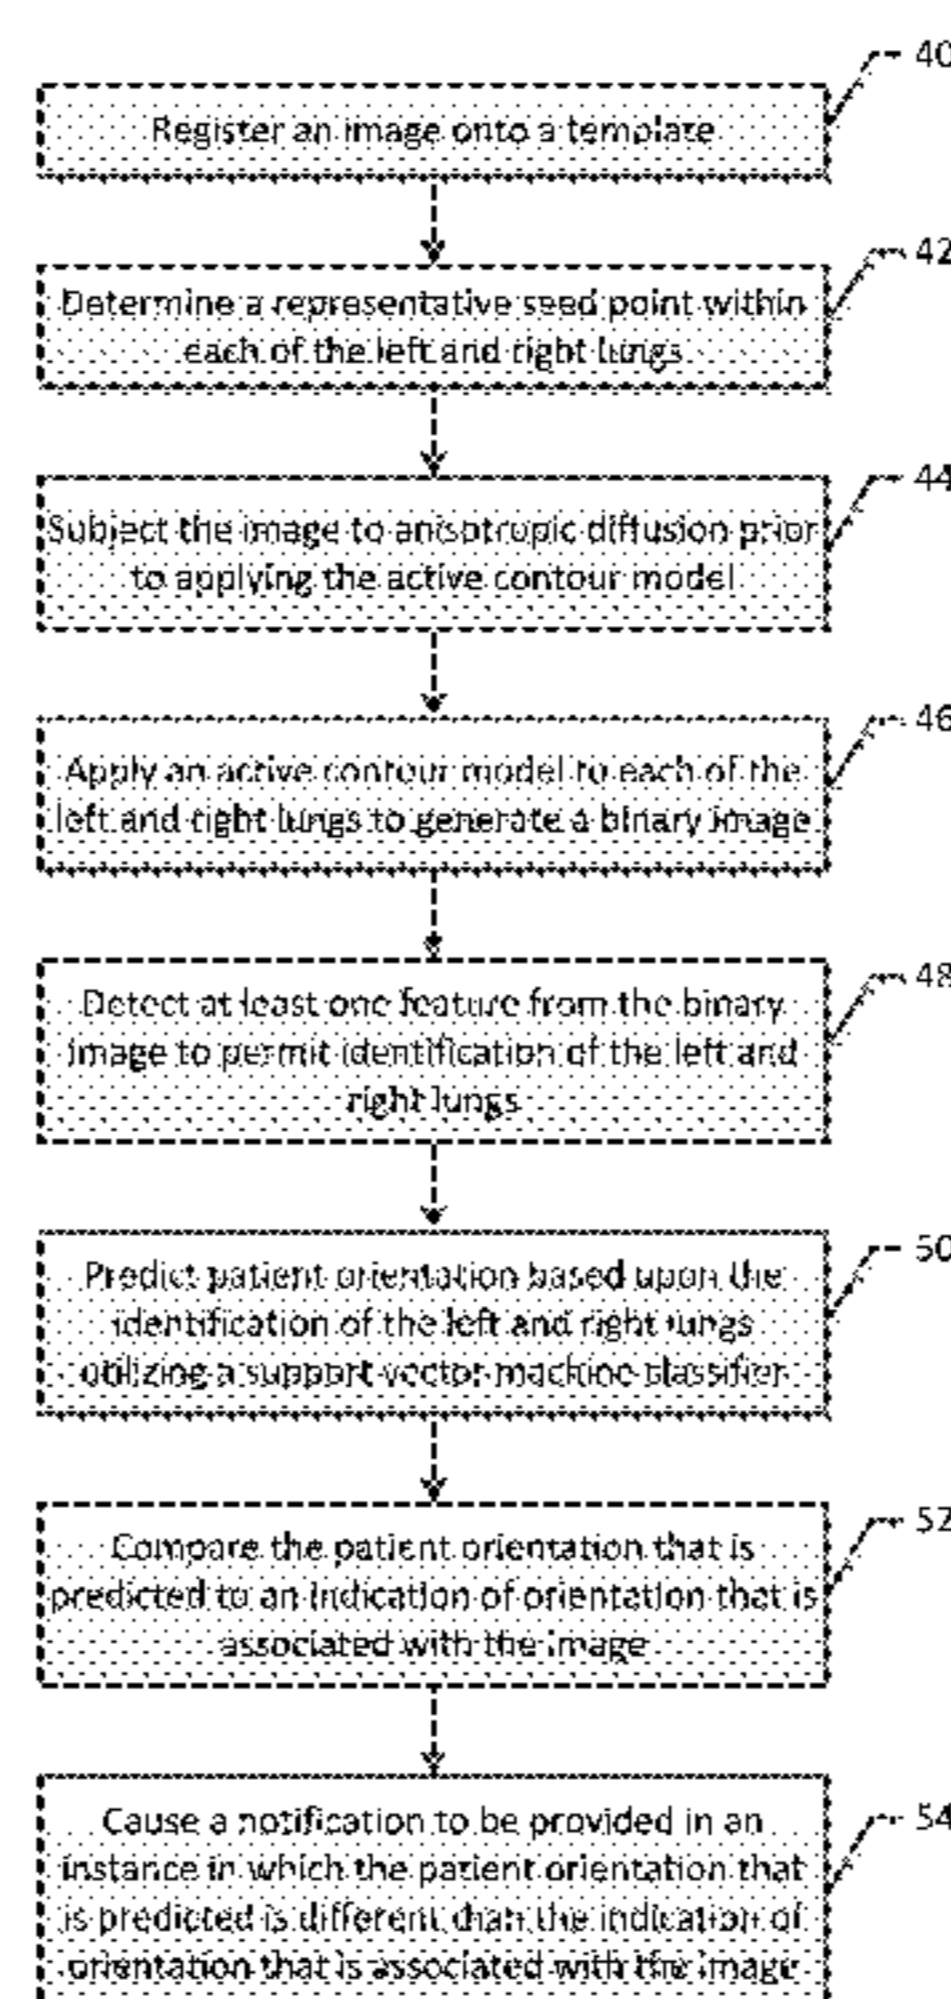 40
Register an image onto a template
42
Determine a representative seed point within
each of the left and right lungs
44
Subject the image to anisotropic diffusion prior
to applying the active contour model
46
Apply an active contour model to each of the
left and right lungs to generate a binary image
48
Detect at least one feature from the binary
image to permit identification of the left and
right lungs
50
Predict patient orientation based upon the
identification of the left and right lungs
utilizing a support vector machine classifier
52
Compare the patient orientation that is
predicted to an indication of orientation that is
associated with the image
54
Cause a notification to be provided in an
instance in which the patient orientation that
is predicted is different than the indication of
orientation that is associated with the image